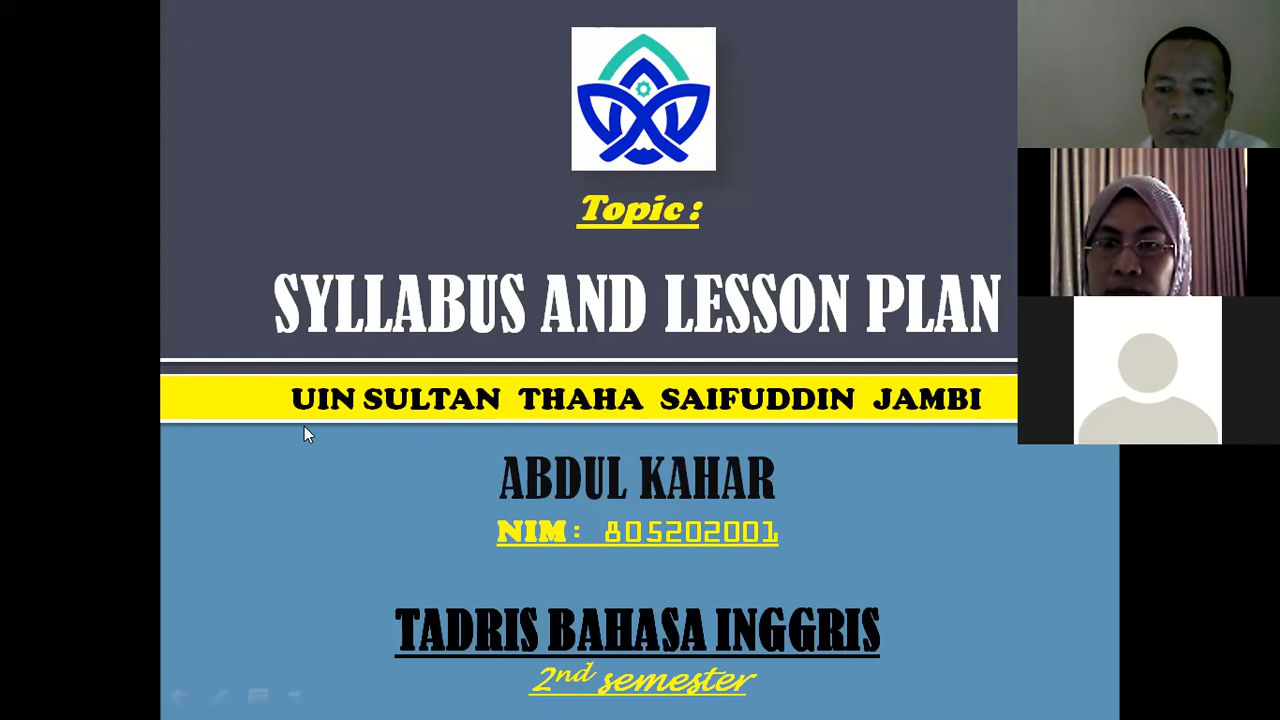 Topic :
SYLLABUS AND LESSON PLAN
UIN SULTAN THAHA SAIFUDDIN JAMBI
ABDUL KAHAR
NIM : 805202001
TADRIS BAHASA INGGRIS
2nd semester